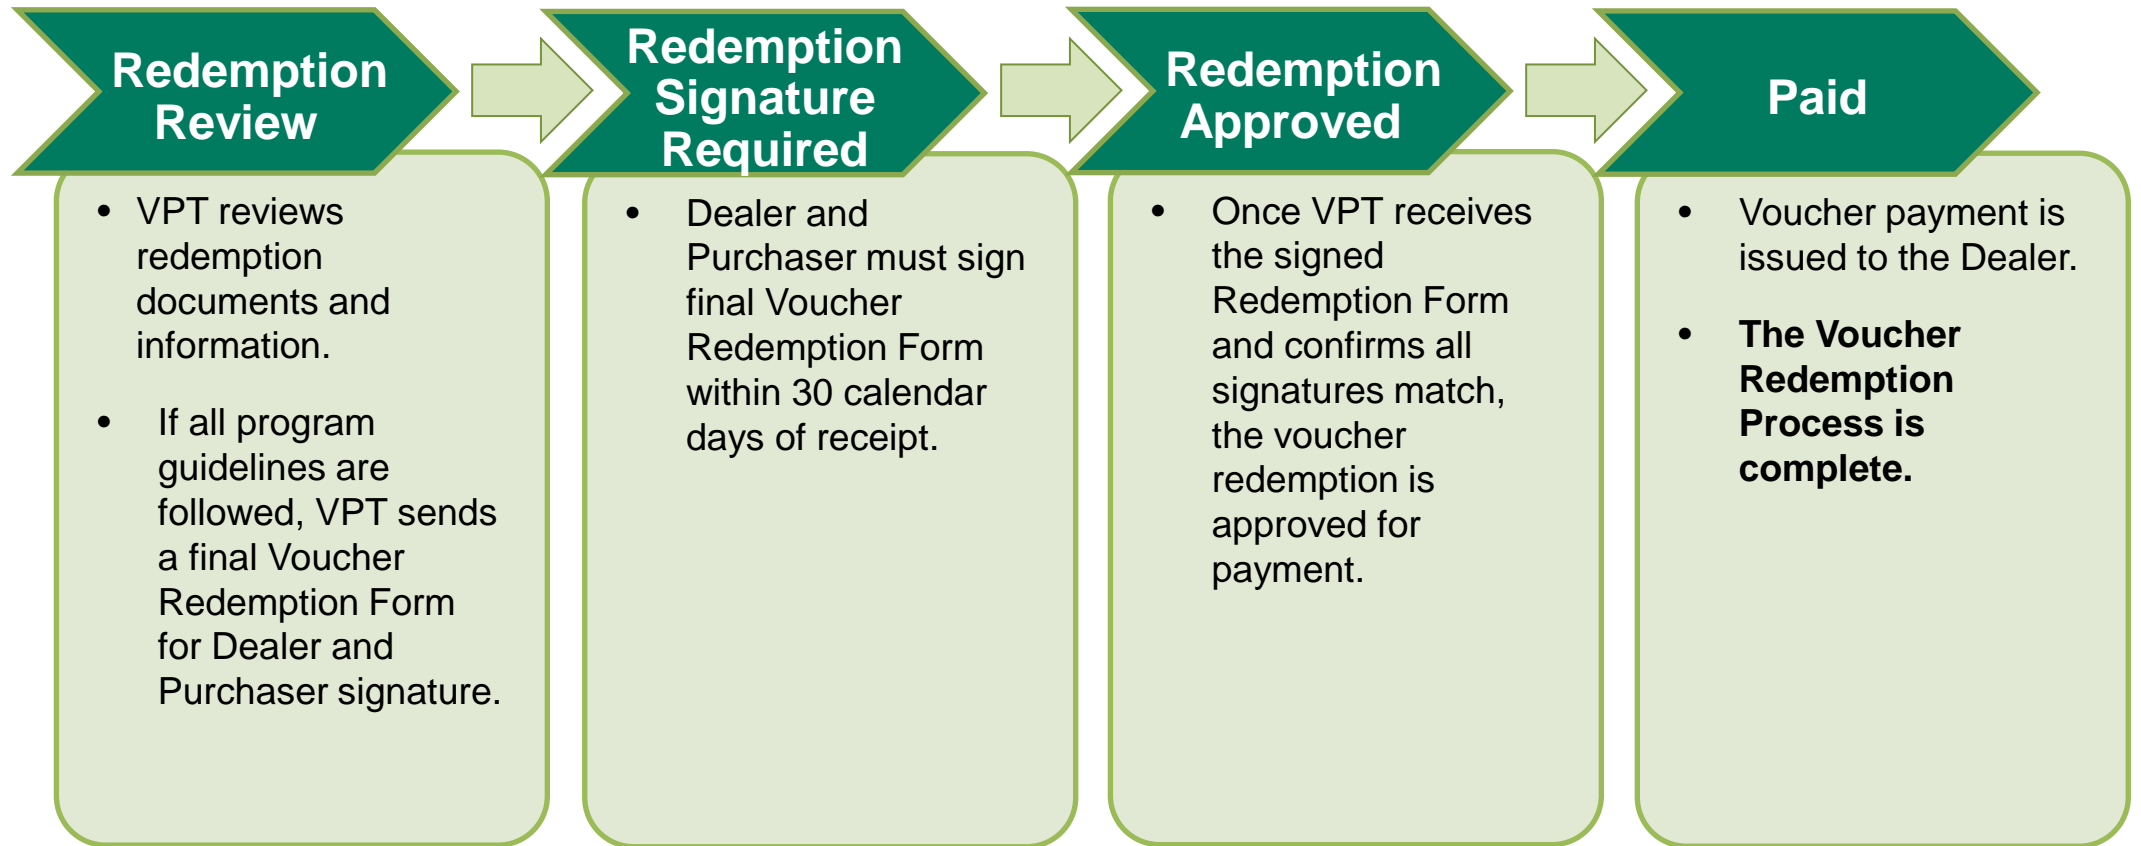 Redemption
Review
• VPT reviews
redemption
documents and
information.
• If all program
guidelines are
followed, VPT sends
a final Voucher
Redemption Form
for Dealer and
Purchaser signature.
Redemption
Signature
Required
• Dealer and
Purchaser must sign
final Voucher
Redemption Form
within 30 calendar
days of receipt.
Redemption
Approved
• Once VPT receives
the signed
Redemption Form
and confirms all
signatures match,
the voucher
redemption is
approved for
payment.
Paid
• Voucher payment is
issued to the Dealer.
• The Voucher
Redemption
Process is
complete.